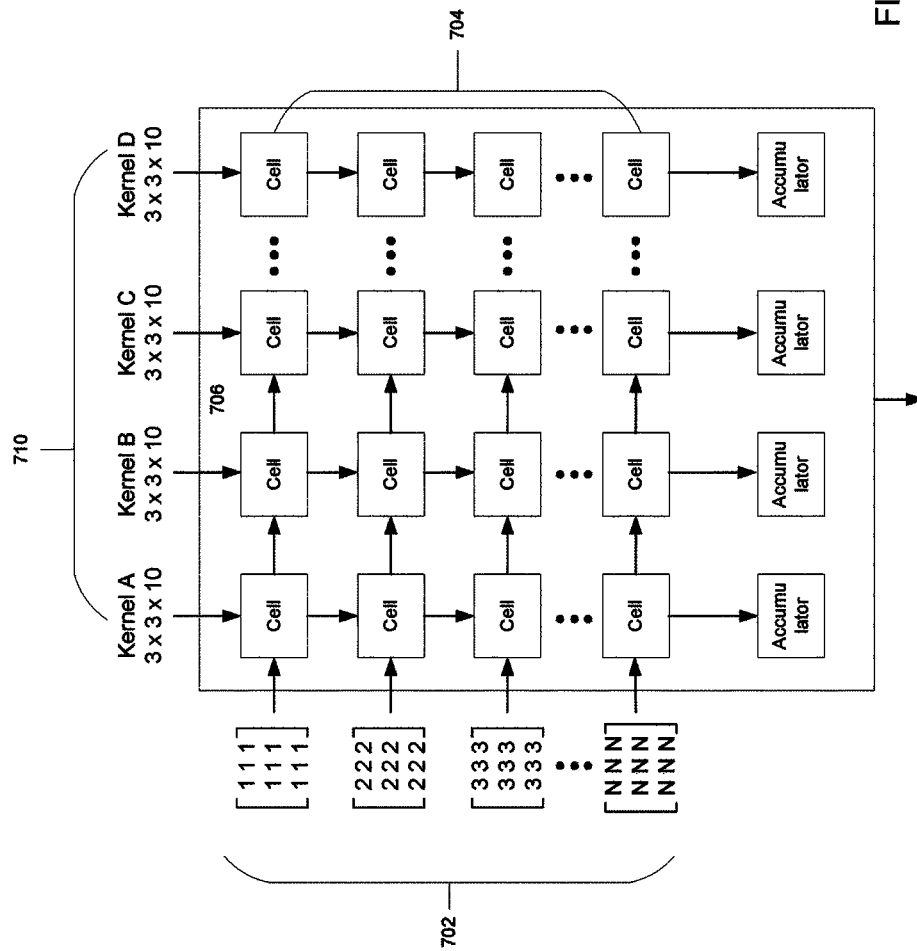 710
Kernel A
3 x 3 x 10
Kernel B
3 x 3 x 10
Kernel C
3 x 3 x 10
Kernel D
3 x 3 x 10
706
704
702
1 1 1
1 1 1
1 1 1
Cell
Cell
Cell
•••
Cell
2 2 2
2 2 2
2 2 2
Cell
Cell
Cell
•••
Cell
3 3 3
3 3 3
3 3 3
Cell
Cell
Cell
•••
Cell
•••
•••
•••
•••
•••
N N N
N N N
N N N
Cell
Cell
Cell
•••
Cell
Accumu
lator
Accumu
lator
Accumu
lator
Accumu
lator
FI